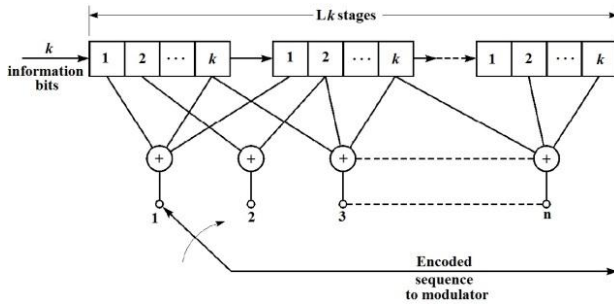 Lk stages
k
information
bits
1 2 ... k
1 2 ... k
1 2 ... k
+ + + +
1 2 3 n
Encoded
sequence
to modulator